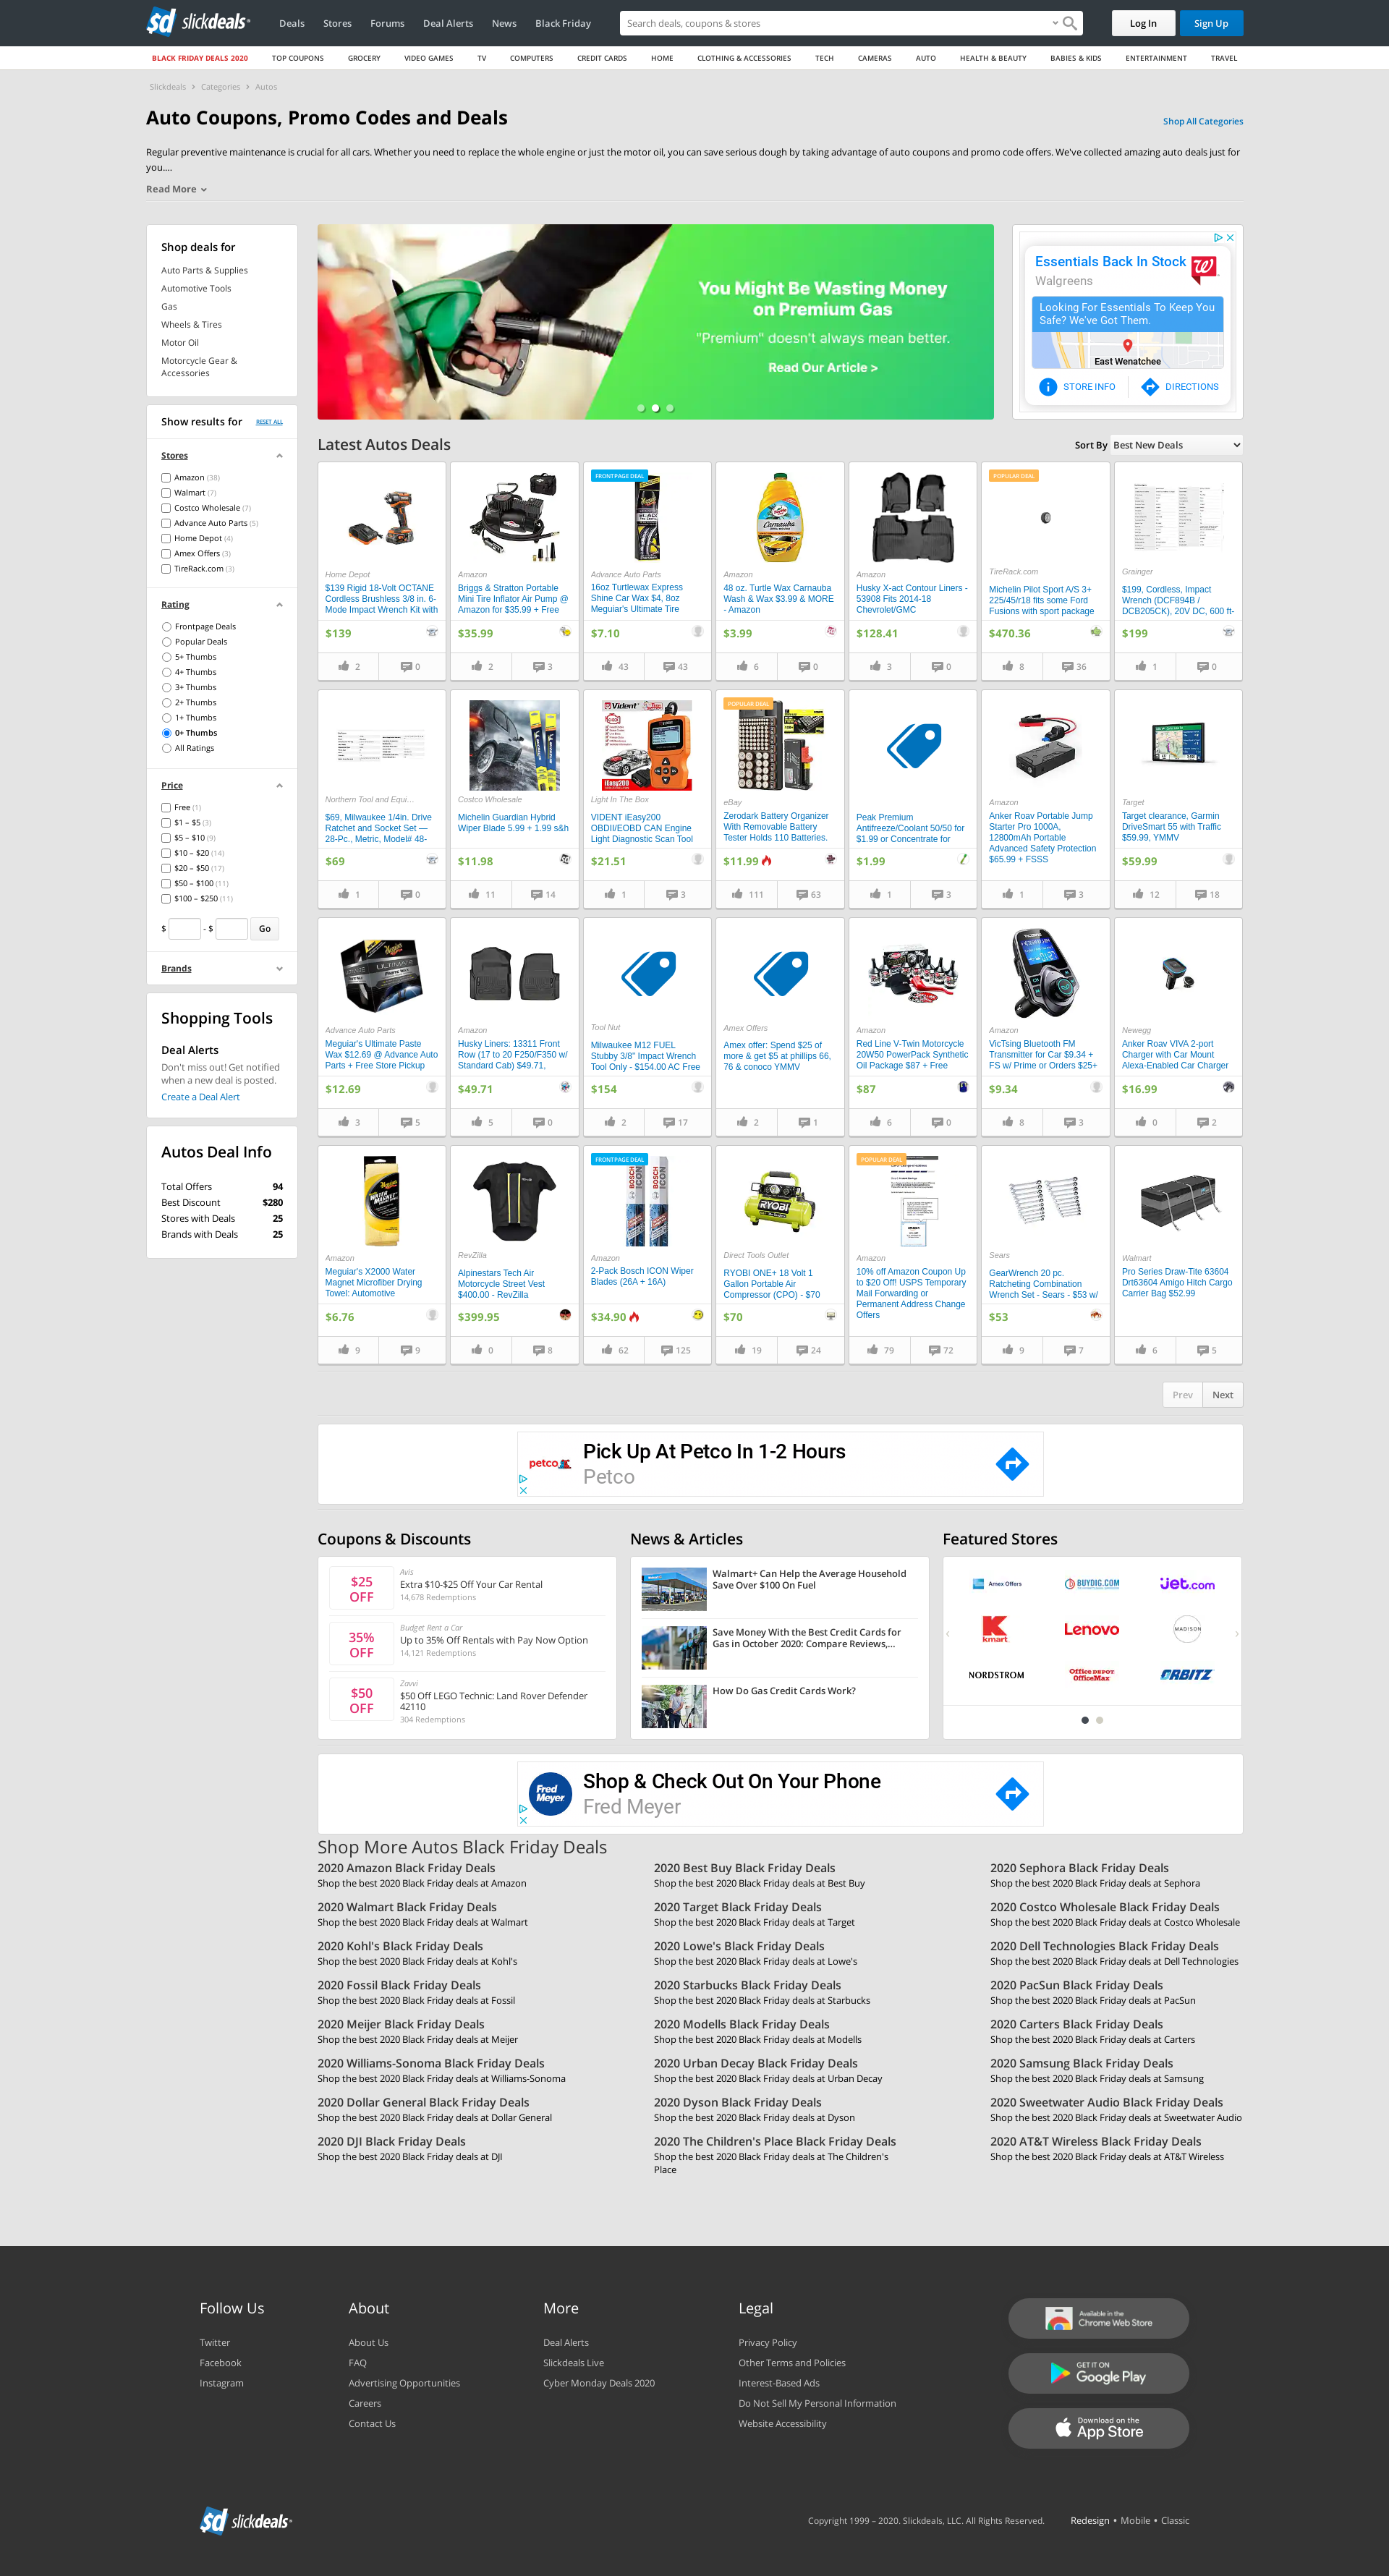 sd slickdeals
Deals Stores Forums Deal Alerts News Black Friday
Search deals, coupons & stores
Log In Sign Up
BLACK FRIDAY DEALS 2020 TOP COUPONS GROCERY VIDEO GAMES TV COMPUTERS CREDIT CARDS HOME CLOTHING & ACCESSORIES TECH CAMERAS AUTO HEALTH & BEAUTY BABIES & KIDS ENTERTAINMENT TRAVEL
Slickdeals > Categories > Autos
Auto Coupons, Promo Codes and Deals
Shop All Categories
Regular preventive maintenance is crucial for all cars. Whether you need to replace the whole engine or just the motor oil, you can save serious dough by taking advantage of auto coupons and promo code offers. We've collected amazing auto deals just for
you....
Read More
Shop deals for
Auto Parts & Supplies
Automotive Tools
Gas
Wheels & Tires
Motor Oil
Motorcycle Gear &
Accessories
Show results for RESET ALL
Stores
Amazon (38)
Walmart (7)
Costco Wholesale (7)
Advance Auto Parts (5)
Home Depot (4)
Amex Offers (3)
TireRack.com (3)
Rating
Frontpage Deals
Popular Deals
5+ Thumbs
4+ Thumbs
3+ Thumbs
2+ Thumbs
1+ Thumbs
0+ Thumbs
All Ratings
Price
Free (1)
$1 – $5 (3)
$5 – $10 (9)
$10 – $20 (14)
$20 – $50 (17)
$50 – $100 (11)
$100 – $250 (11)
$ - $ Go
Brands
Shopping Tools
Deal Alerts
Don't miss out! Get notified
when a new deal is posted.
Create a Deal Alert
Autos Deal Info
Total Offers 94
Best Discount $280
Stores with Deals 25
Brands with Deals 25
You Might Be Wasting Money
on Premium Gas
"Premium" doesn't always mean better.
Read Our Article >
Essentials Back In Stock
Walgreens
Looking For Essentials To Keep You
Safe? We've Got Them.
East Wenatchee
STORE INFO DIRECTIONS
Latest Autos Deals
Sort By Best New Deals
Home Depot
$139 Rigid 18-Volt OCTANE
Cordless Brushless 3/8 in. 6-
Mode Impact Wrench Kit with
$139
2 0
Amazon
Briggs & Stratton Portable
Mini Tire Inflator Air Pump @
Amazon for $35.99 + Free
$35.99
2 3
FRONTPAGE DEAL
Advance Auto Parts
16oz Turtlewax Express
Shine Car Wax $4, 8oz
Meguiar's Ultimate Tire
$7.10
43 43
Amazon
48 oz. Turtle Wax Carnauba
Wash & Wax $3.99 & MORE
- Amazon
$3.99
6 0
Amazon
Husky X-act Contour Liners -
53908 Fits 2014-18
Chevrolet/GMC
$128.41
3 0
POPULAR DEAL
TireRack.com
Michelin Pilot Sport A/S 3+
225/45/r18 fits some Ford
Fusions with sport package
$470.36
8 36
Grainger
$199, Cordless, Impact
Wrench (DCF894B /
DCB205CK), 20V DC, 600 ft-
$199
1 0
Northern Tool and Equi...
$69, Milwaukee 1/4in. Drive
Ratchet and Socket Set —
28-Pc., Metric, Model# 48-
$69
1 0
Costco Wholesale
Michelin Guardian Hybrid
Wiper Blade 5.99 + 1.99 s&h
$11.98
11 14
Vident
iEasy200
Light In The Box
VIDENT iEasy200
OBDII/EOBD CAN Engine
Light Diagnostic Scan Tool
$21.51
1 3
POPULAR DEAL
eBay
Zerodark Battery Organizer
With Removable Battery
Tester Holds 110 Batteries.
$11.99
111 63
Peak Premium
Antifreeze/Coolant 50/50 for
$1.99 or Concentrate for
$1.99
1 3
Amazon
Anker Roav Portable Jump
Starter Pro 1000A,
12800mAh Portable
Advanced Safety Protection
$65.99 + FSSS
1 3
Target
Target clearance, Garmin
DriveSmart 55 with Traffic
$59.99, YMMV
$59.99
12 18
Advance Auto Parts
Meguiar's Ultimate Paste
Wax $12.69 @ Advance Auto
Parts + Free Store Pickup
$12.69
3 5
Amazon
Husky Liners: 13311 Front
Row (17 to 20 F250/F350 w/
Standard Cab) $49.71,
$49.71
5 0
Tool Nut
Milwaukee M12 FUEL
Stubby 3/8" Impact Wrench
Tool Only - $154.00 AC Free
$154
2 17
Amex Offers
Amex offer: Spend $25 of
more & get $5 at phillips 66,
76 & conoco YMMV
2 1
Amazon
Red Line V-Twin Motorcycle
20W50 PowerPack Synthetic
Oil Package $87 + Free
$87
6 0
Amazon
VicTsing Bluetooth FM
Transmitter for Car $9.34 +
FS w/ Prime or Orders $25+
$9.34
8 3
Newegg
Anker Roav VIVA 2-port
Charger with Car Mount
Alexa-Enabled Car Charger
$16.99
0 2
Amazon
Meguiar's X2000 Water
Magnet Microfiber Drying
Towel: Automotive
$6.76
9 9
RevZilla
Alpinestars Tech Air
Motorcycle Street Vest
$400.00 - RevZilla
$399.95
0 8
FRONTPAGE DEAL
BOSCH ICON
Amazon
2-Pack Bosch ICON Wiper
Blades (26A + 16A)
$34.90
62 125
RYOBI
Direct Tools Outlet
RYOBI ONE+ 18 Volt 1
Gallon Portable Air
Compressor (CPO) - $70
$70
19 24
POPULAR DEAL
Amazon
10% off Amazon Coupon Up
to $20 Off! USPS Temporary
Mail Forwarding or
Permanent Address Change
Offers
79 72
Sears
GearWrench 20 pc.
Ratcheting Combination
Wrench Set - Sears - $53 w/
$53
9 7
Walmart
Pro Series Draw-Tite 63604
Drt63604 Amigo Hitch Cargo
Carrier Bag $52.99
6 5
Prev Next
petco
Pick Up At Petco In 1-2 Hours
Petco
Coupons & Discounts
$25
OFF
Avis
Extra $10-$25 Off Your Car Rental
14,678 Redemptions
35%
OFF
Budget Rent a Car
Up to 35% Off Rentals with Pay Now Option
14,121 Redemptions
$50
OFF
Zavvi
$50 Off LEGO Technic: Land Rover Defender
42110
304 Redemptions
News & Articles
Walmart+ Can Help the Average Household
Save Over $100 On Fuel
Save Money With the Best Credit Cards for
Gas in October 2020: Compare Reviews,...
How Do Gas Credit Cards Work?
Featured Stores
Amex Offers BUYDIG.COM jet.com
kmart Lenovo MADISON
NORDSTROM Office DEPOT OfficeMax ORBITZ
Fred Meyer
Shop & Check Out On Your Phone
Fred Meyer
Shop More Autos Black Friday Deals
2020 Amazon Black Friday Deals
Shop the best 2020 Black Friday deals at Amazon
2020 Best Buy Black Friday Deals
Shop the best 2020 Black Friday deals at Best Buy
2020 Sephora Black Friday Deals
Shop the best 2020 Black Friday deals at Sephora
2020 Walmart Black Friday Deals
Shop the best 2020 Black Friday deals at Walmart
2020 Target Black Friday Deals
Shop the best 2020 Black Friday deals at Target
2020 Costco Wholesale Black Friday Deals
Shop the best 2020 Black Friday deals at Costco Wholesale
2020 Kohl's Black Friday Deals
Shop the best 2020 Black Friday deals at Kohl's
2020 Lowe's Black Friday Deals
Shop the best 2020 Black Friday deals at Lowe's
2020 Dell Technologies Black Friday Deals
Shop the best 2020 Black Friday deals at Dell Technologies
2020 Fossil Black Friday Deals
Shop the best 2020 Black Friday deals at Fossil
2020 Starbucks Black Friday Deals
Shop the best 2020 Black Friday deals at Starbucks
2020 PacSun Black Friday Deals
Shop the best 2020 Black Friday deals at PacSun
2020 Meijer Black Friday Deals
Shop the best 2020 Black Friday deals at Meijer
2020 Modells Black Friday Deals
Shop the best 2020 Black Friday deals at Modells
2020 Carters Black Friday Deals
Shop the best 2020 Black Friday deals at Carters
2020 Williams-Sonoma Black Friday Deals
Shop the best 2020 Black Friday deals at Williams-Sonoma
2020 Urban Decay Black Friday Deals
Shop the best 2020 Black Friday deals at Urban Decay
2020 Samsung Black Friday Deals
Shop the best 2020 Black Friday deals at Samsung
2020 Dollar General Black Friday Deals
Shop the best 2020 Black Friday deals at Dollar General
2020 Dyson Black Friday Deals
Shop the best 2020 Black Friday deals at Dyson
2020 Sweetwater Audio Black Friday Deals
Shop the best 2020 Black Friday deals at Sweetwater Audio
2020 DJI Black Friday Deals
Shop the best 2020 Black Friday deals at DJI
2020 The Children's Place Black Friday Deals
Shop the best 2020 Black Friday deals at The Children's
Place
2020 AT&T Wireless Black Friday Deals
Shop the best 2020 Black Friday deals at AT&T Wireless
Follow Us
Twitter
Facebook
Instagram
About
About Us
FAQ
Advertising Opportunities
Careers
Contact Us
More
Deal Alerts
Slickdeals Live
Cyber Monday Deals 2020
Legal
Privacy Policy
Other Terms and Policies
Interest-Based Ads
Do Not Sell My Personal Information
Website Accessibility
Available in the
Chrome Web Store
GET IT ON
Google Play
Download on the
App Store
sd slickdeals
Copyright 1999 – 2020. Slickdeals, LLC. All Rights Reserved. Redesign • Mobile • Classic